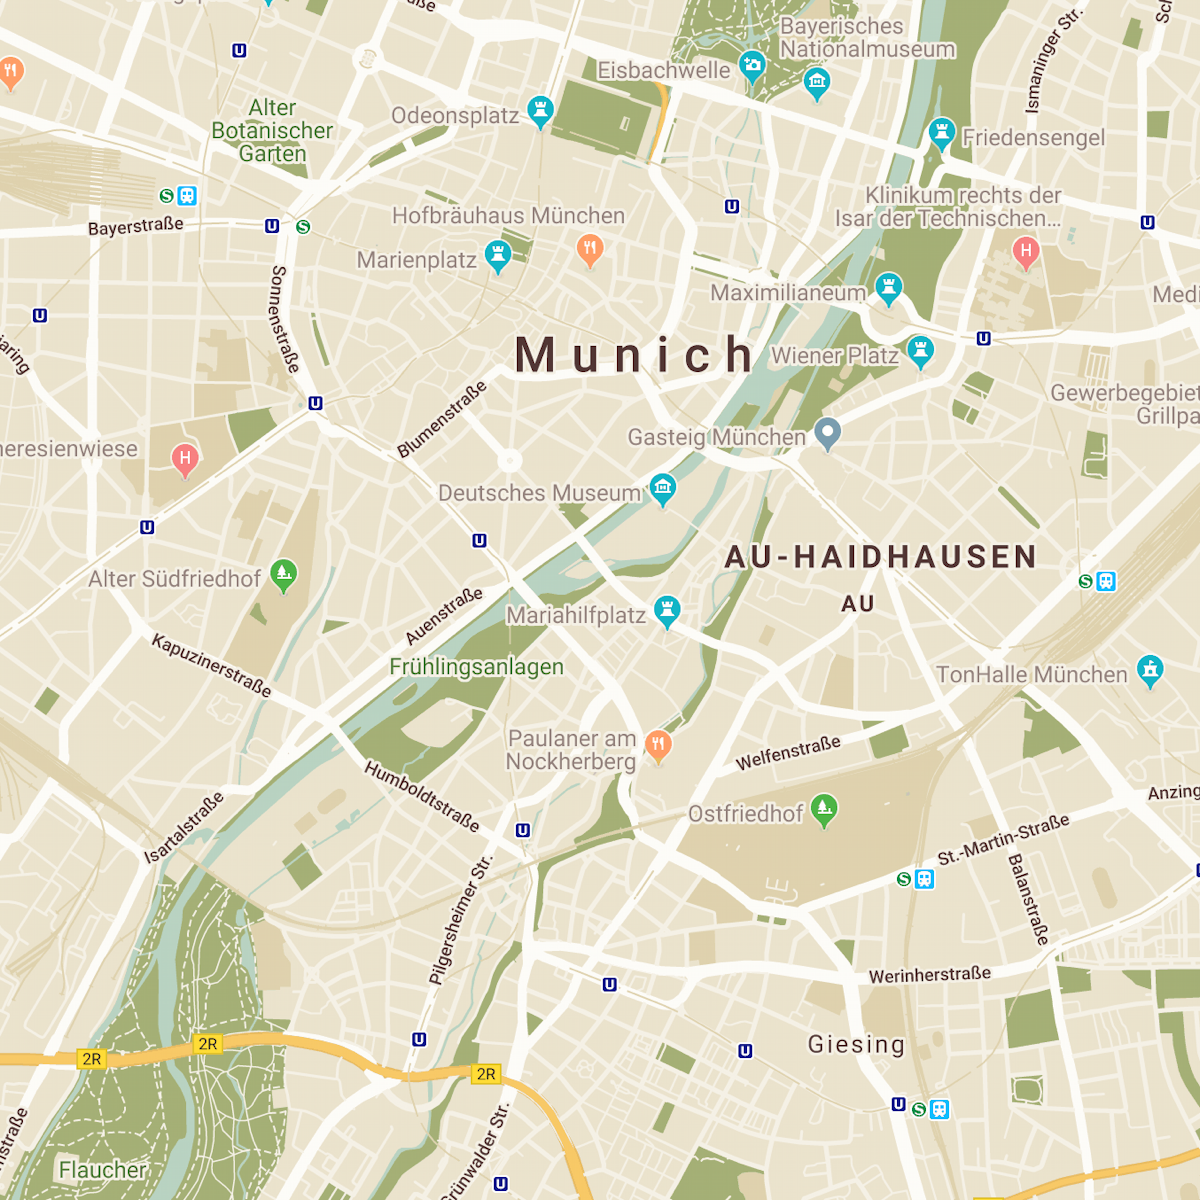 Bayerisches
Nationalmuseum
Eisbachwelle
Ismaninger Str.
Alter
Botanischer
Garten
Odeonsplatz
Friedensengel
S
U
U
Klinikum rechts der
Isar der Technischen...
Bayerstraße
U
S
Hofbräuhaus München
U
H
Marienplatz
Sonnenstraße
Maximilianeum
Medi
U
Munich
Wiener Platz
U
aring
Blumenstraße
U
Gewerbegebiet
Grillpa
Gasteig München
heresienwiese
H
Deutsches Museum
U
U
AU-HAIDHAUSEN
Alter Südfriedhof
S
Auenstraße
Mariahilfplatz
AU
Kapuzinerstraße
Frühlingsanlagen
TonHalle München
Paulaner am
Nockherberg
Welfenstraße
Humboldtstraße
Anzing
Isartalstraße
U
Ostfriedhof
St.-Martin-Straße
S
Pilgersheimer Str.
Balanstraße
Werinherstraße
U
Giesing
2R
2R
U
2R
U
U
S
nstraße
Grünwalder Str.
Flaucher
U